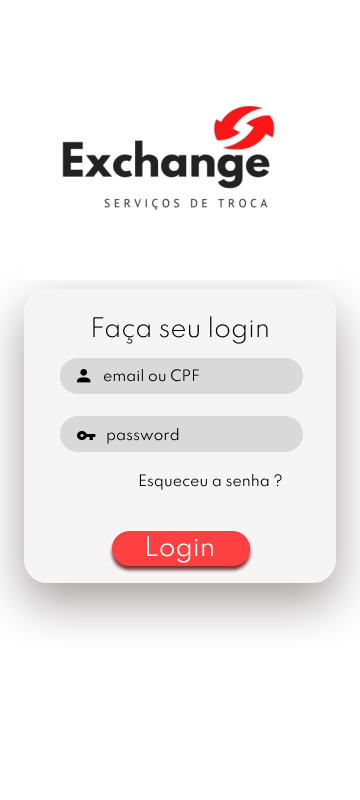 Exchange
SERVIÇOS DE TROCA
Faça seu login
email ou CPF
password
Esqueceu a senha ?
Login